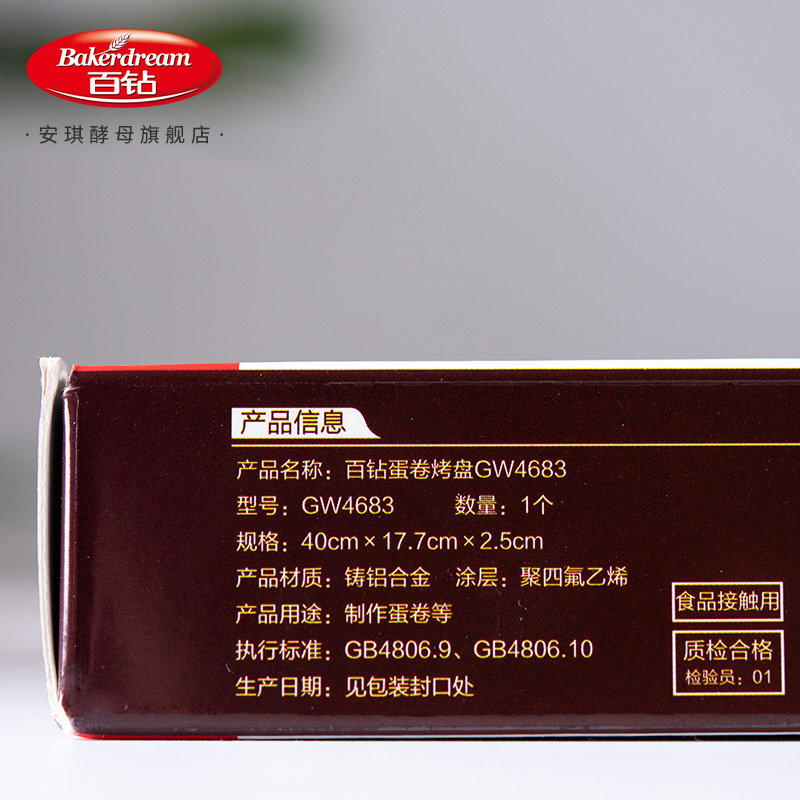 Bakerdream
百钻
·安琪酵母旗舰店·
产品信息
产品名称：百钻蛋卷烤盘GW4683
型号：GW4683 数量：1个
规格：40cm×17.7cm×2.5cm
产品材质：铸铝合金 涂层：聚四氟乙烯
产品用途：制作蛋卷等
执行标准：GB4806.9、GB4806.10
生产日期：见包装封口处
食品接触用
质检合格
检验员：01